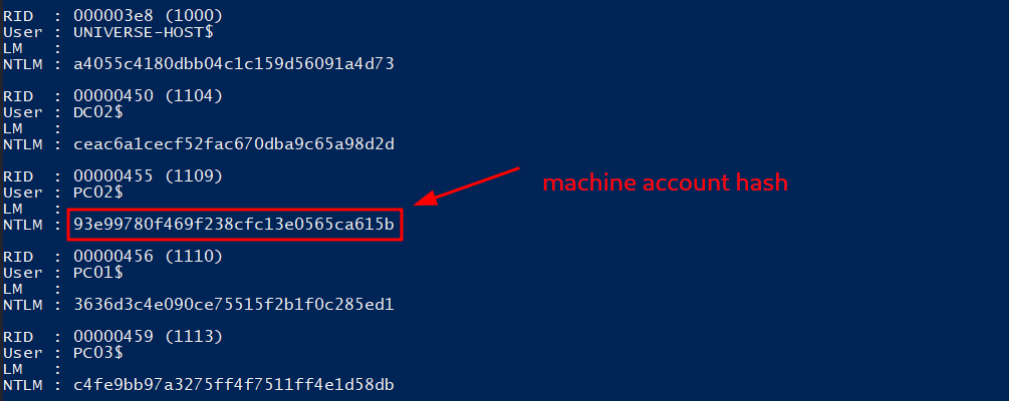 RID  : 000003e8 (1000)
User : UNIVERSE-HOST$
LM   :
NTLM : a4055c4180dbb04c1c159d56091a4d73
RID  : 00000450 (1104)
User : DC02$
LM   :
NTLM : ceac6a1cecf52fac670dba9c65a98d2d
RID  : 00000455 (1109)
User : PC02$
machine account hash
LM   :
NTLM : 93e99780f469f238cfc13e0565ca615b
RID  : 00000456 (1110)
User : PC01$
LM   :
NTLM : 3636d3c4e090ce75515f2b1f0c285ed1
RID  : 00000459 (1113)
User : PC03$
LM   :
NTLM : c4fe9bb97a3275ff4f7511ff4e1d58db